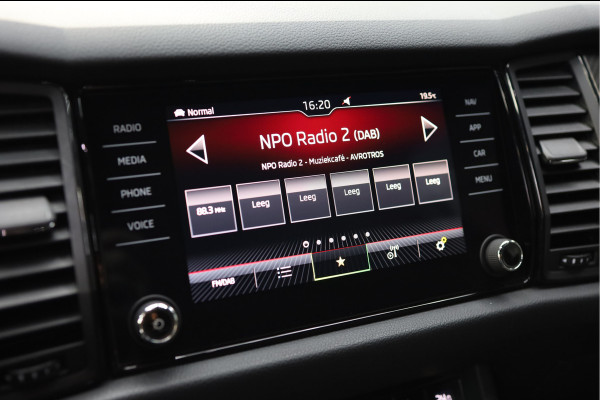 Normal
16:20
19.5°C
NPO Radio 2 (DAB)
NPO Radio 2 - Muziekcafé - AVROTROS
88.3 MHz
Leeg
Leeg
Leeg
Leeg
Leeg
FM/DAB
RADIO
MEDIA
PHONE
VOICE
NAV
APP
CAR
MENU